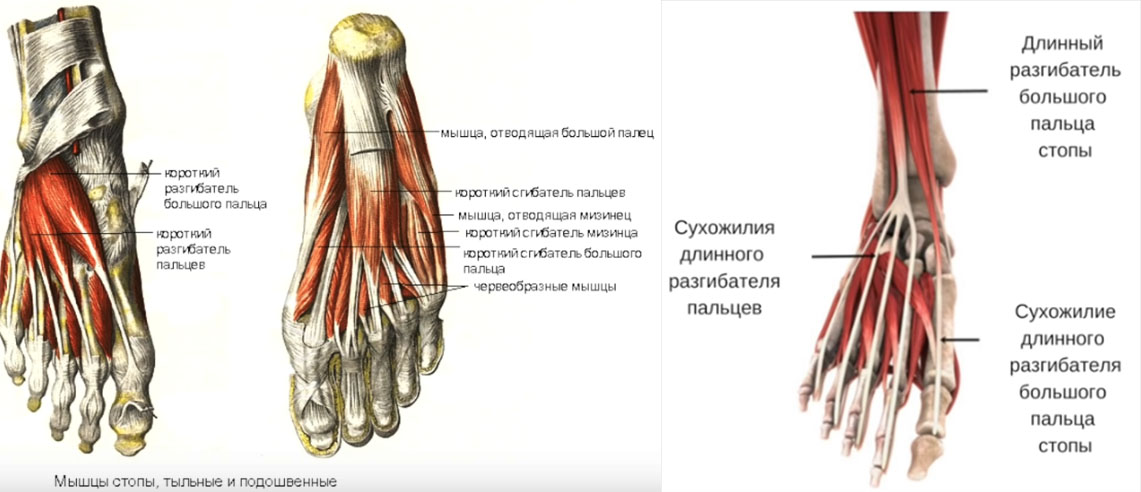 короткий
разгибатель
большого пальца
короткий
разгибатель
пальцев
мышца, отводящая большой палец
короткий сгибатель пальцев
мышца, отводящая мизинец
короткий сгибатель мизинца
короткий сгибатель большого
пальца
червеобразные мышцы
Мышцы стопы, тыльные и подошвенные
Длинный
разгибатель
большого
пальца
стопы
Сухожилия
длинного
разгибателя
пальцев
Сухожилие
длинного
разгибателя
большого
пальца
стопы